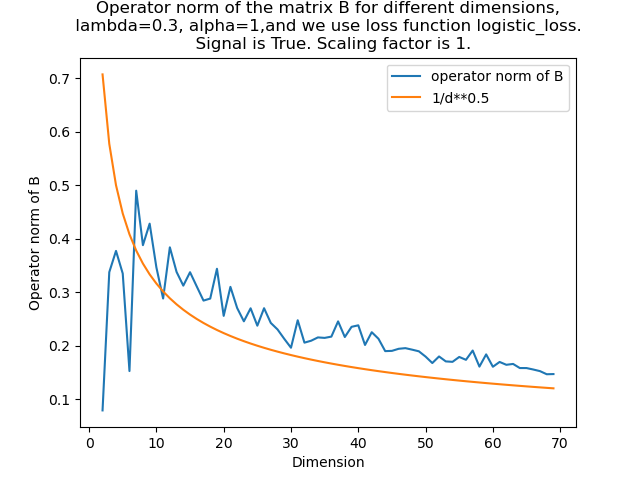 Operator norm of the matrix B for different dimensions,
lambda=0.3, alpha=1,and we use loss function logistic_loss.
Signal is True. Scaling factor is 1.
operator norm of B
1/d**0.5
0.7
0.6
0.5
0.4
0.3
0.2
0.1
Operator norm of B
0 10 20 30 40 50 60 70
Dimension